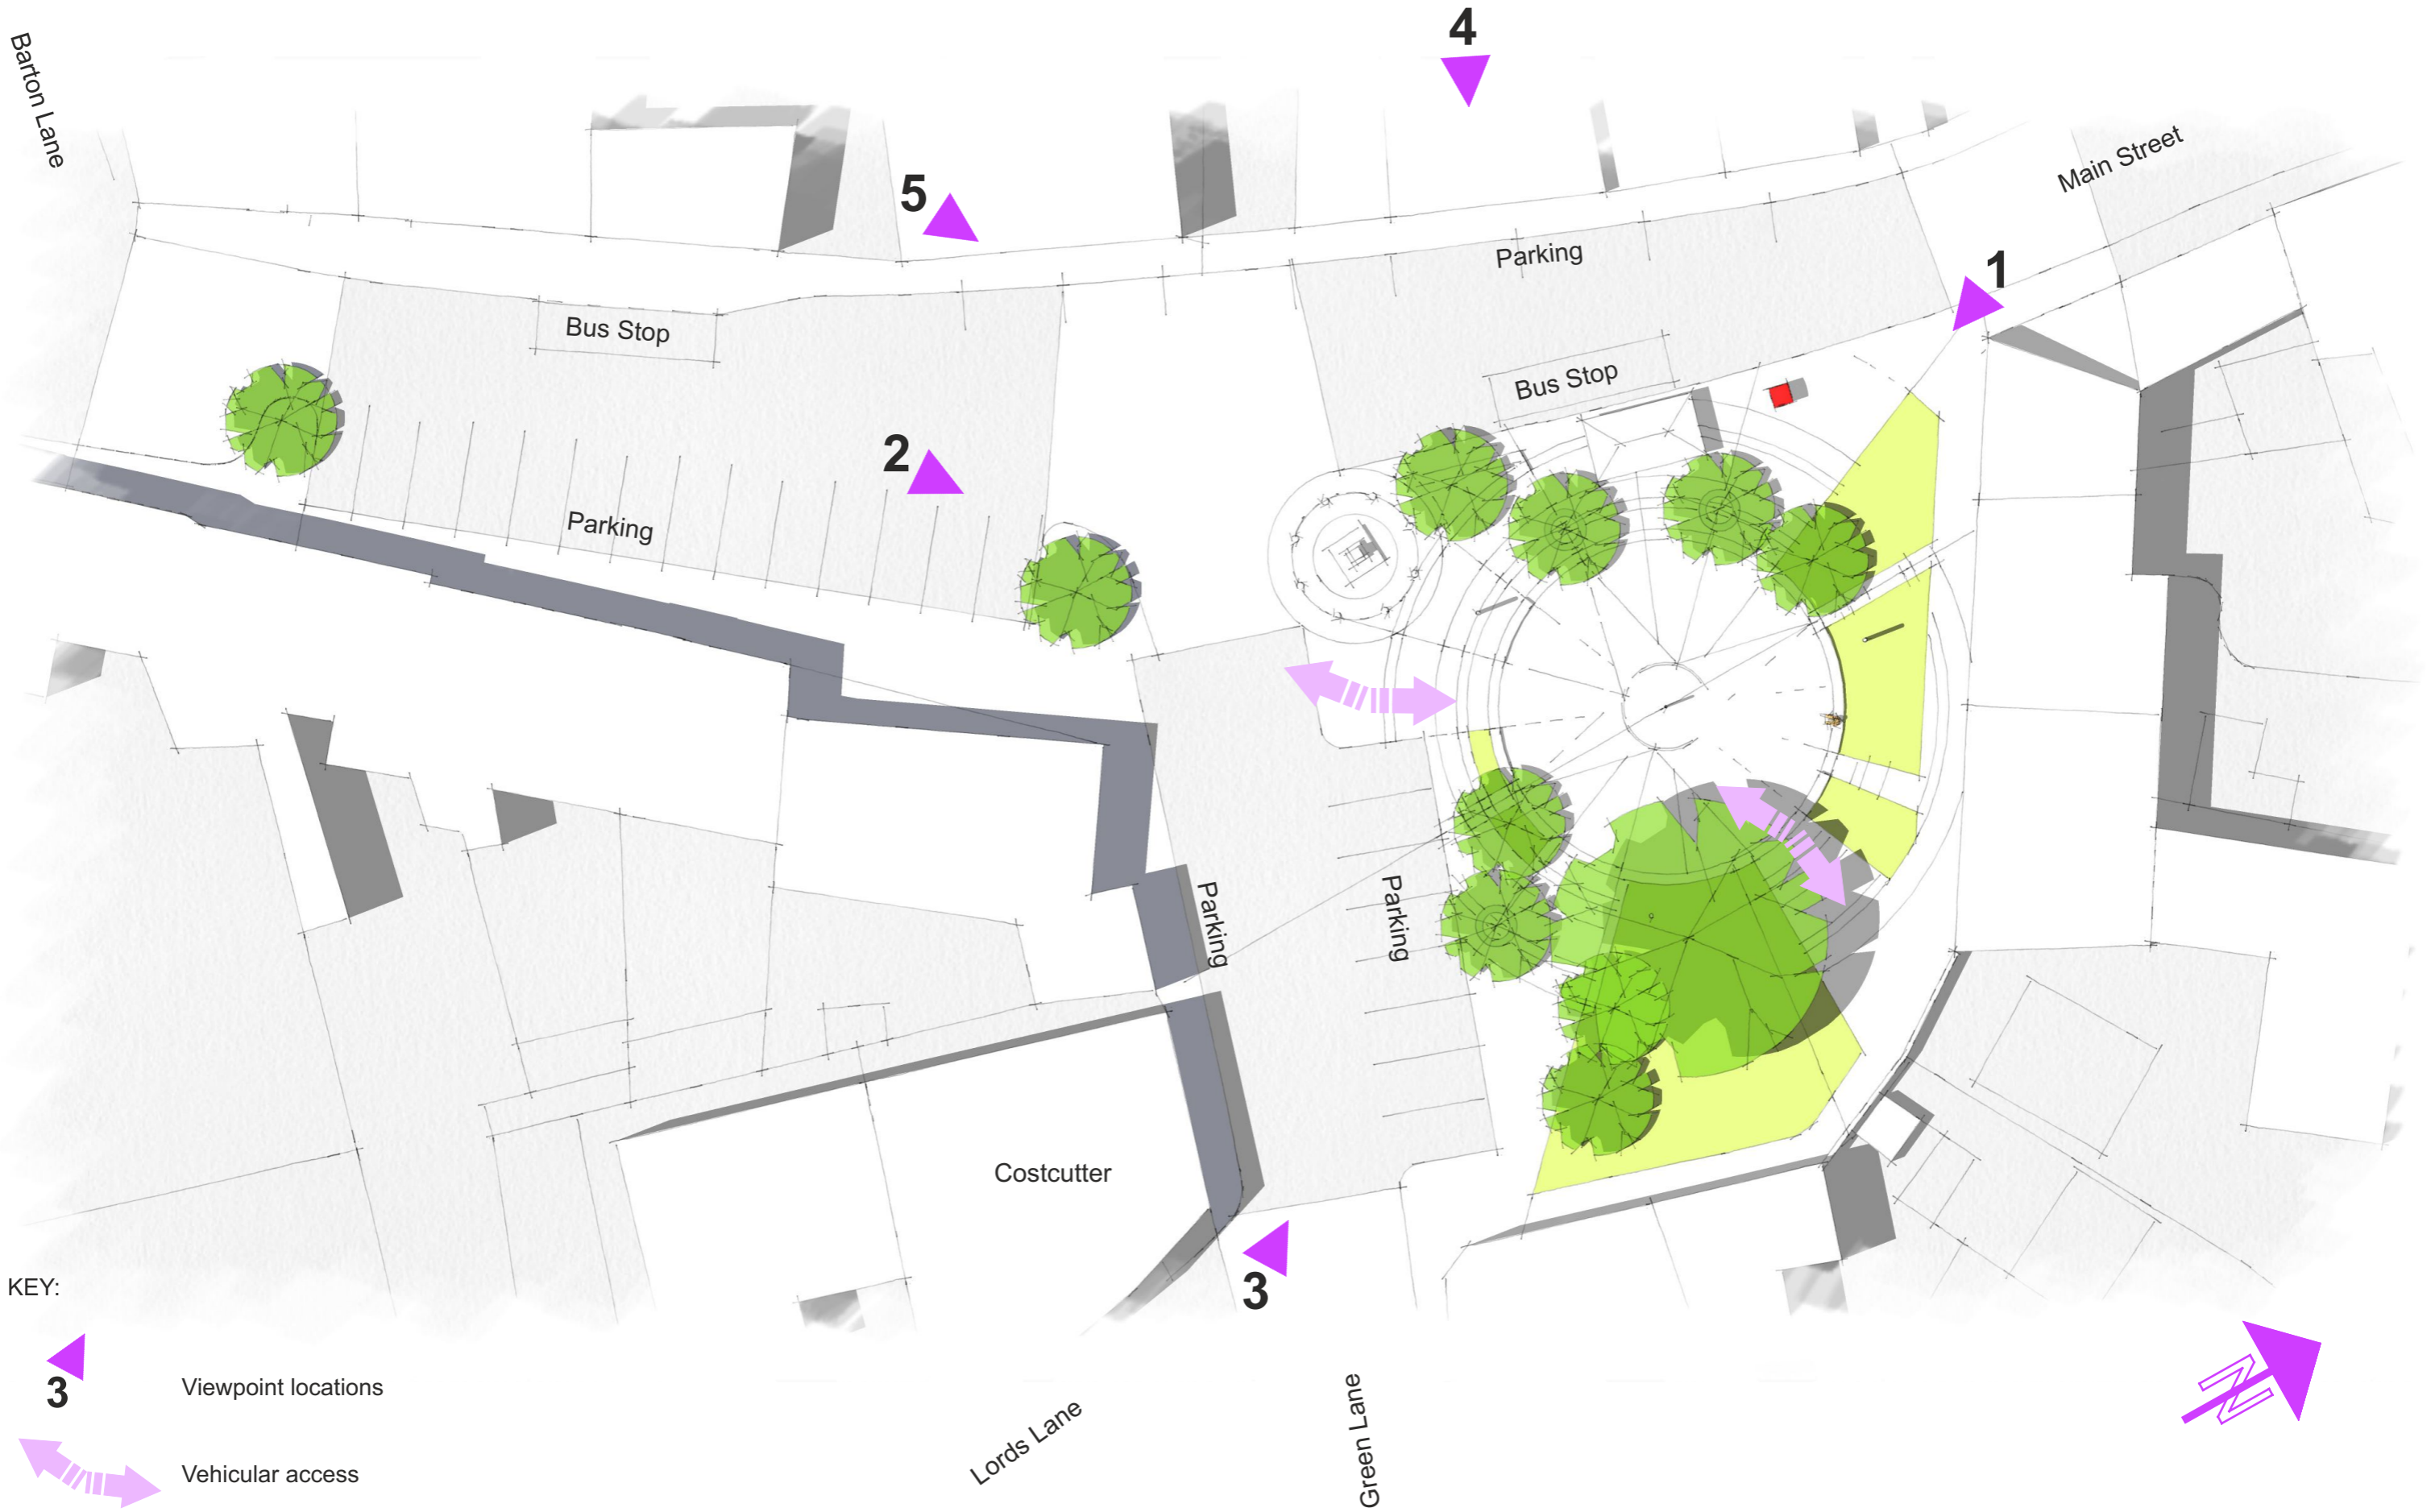 4
Barton Lane
Main Street
5
Parking
1
Bus Stop
Bus Stop
2
Parking
Parking
Parking
Costcutter
3
KEY:
3
Viewpoint locations
Vehicular access
Lords Lane
Green Lane
N